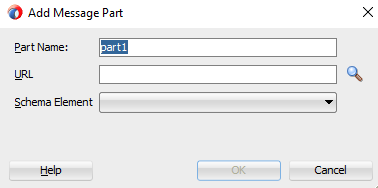 Add Message Part
Part Name: part1
URL
Schema Element
Help OK Cancel